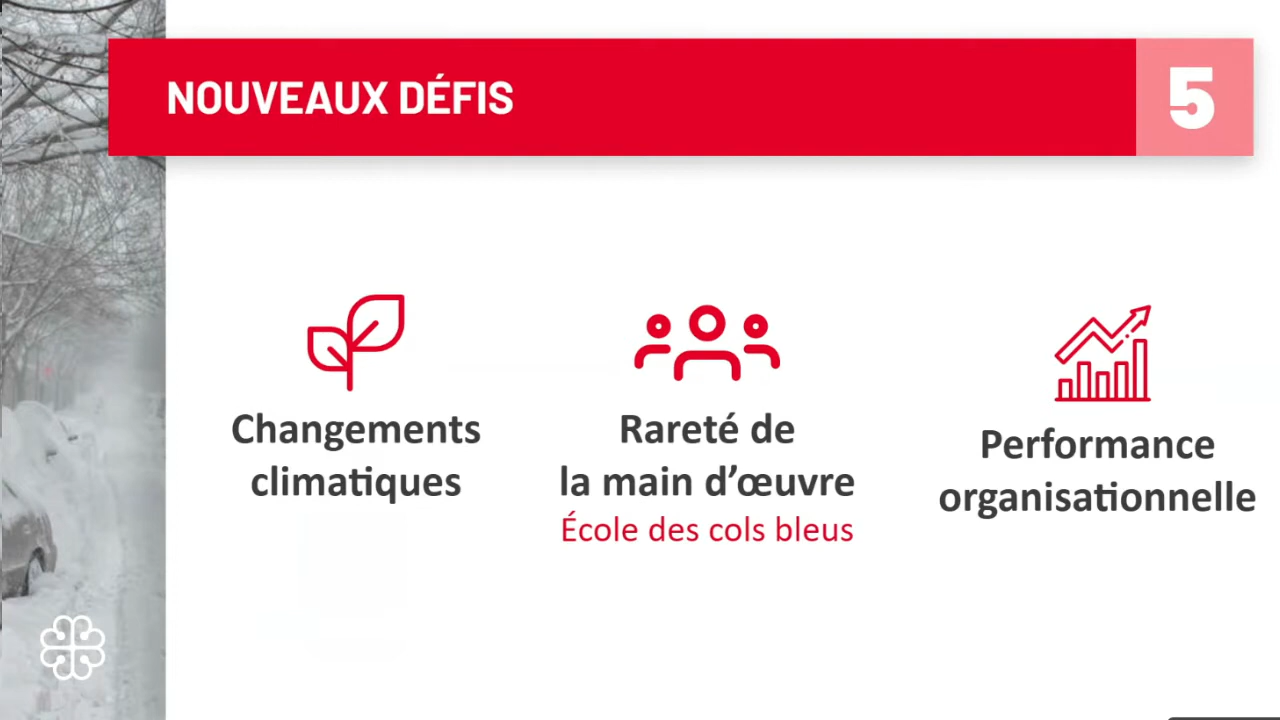 NOUVEAUX DÉFIS
5
Changements
climatiques
Rareté de
la main d’œuvre
École des cols bleus
Performance
organisationnelle